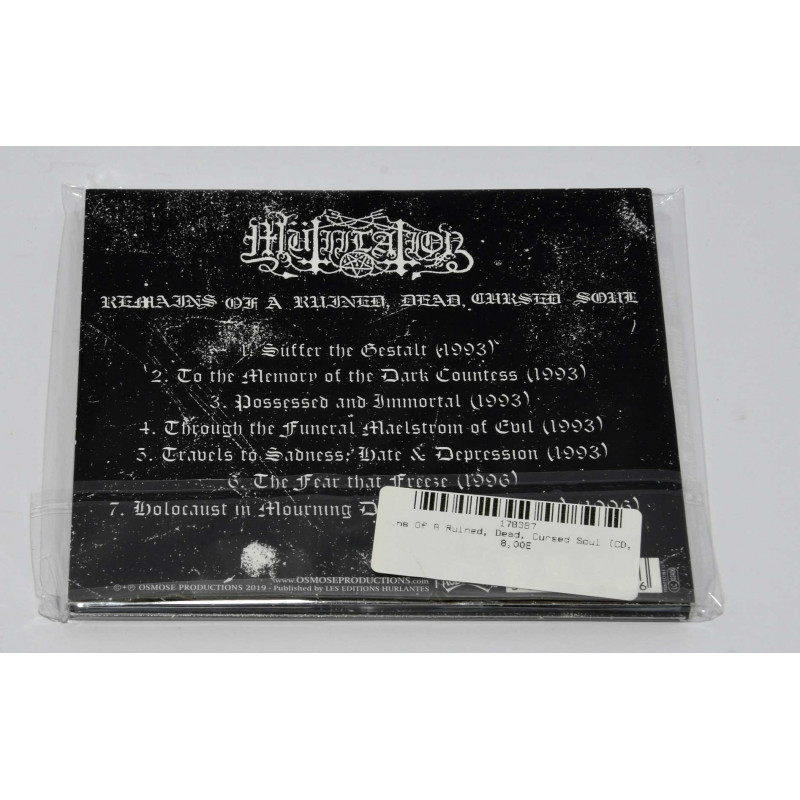 Mütiilation
Remains of a Ruined, Dead, Cursed Soul
1. Suffer the Gestalt (1993)
2. To the Memory of the Dark Countess (1993)
3. Possessed and Immortal (1993)
4. Through the Funeral Maelstrom of Evil (1993)
5. Travels to Sadness, Hate & Depression (1993)
6. The Fear that Freeze (1996)
7. Holocaust in Mourning (1996)
178387
Of A Ruined, Dead, Cursed Soul (CD,
8,00E
www.OSMOSEPRODUCTIONS.com
©+℗ OSMOSE PRODUCTIONS 2019 - Published by LES EDITIONS HURLANTES